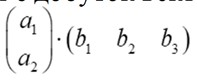 (a₁
a₂) · (b₁ b₂ b₃)